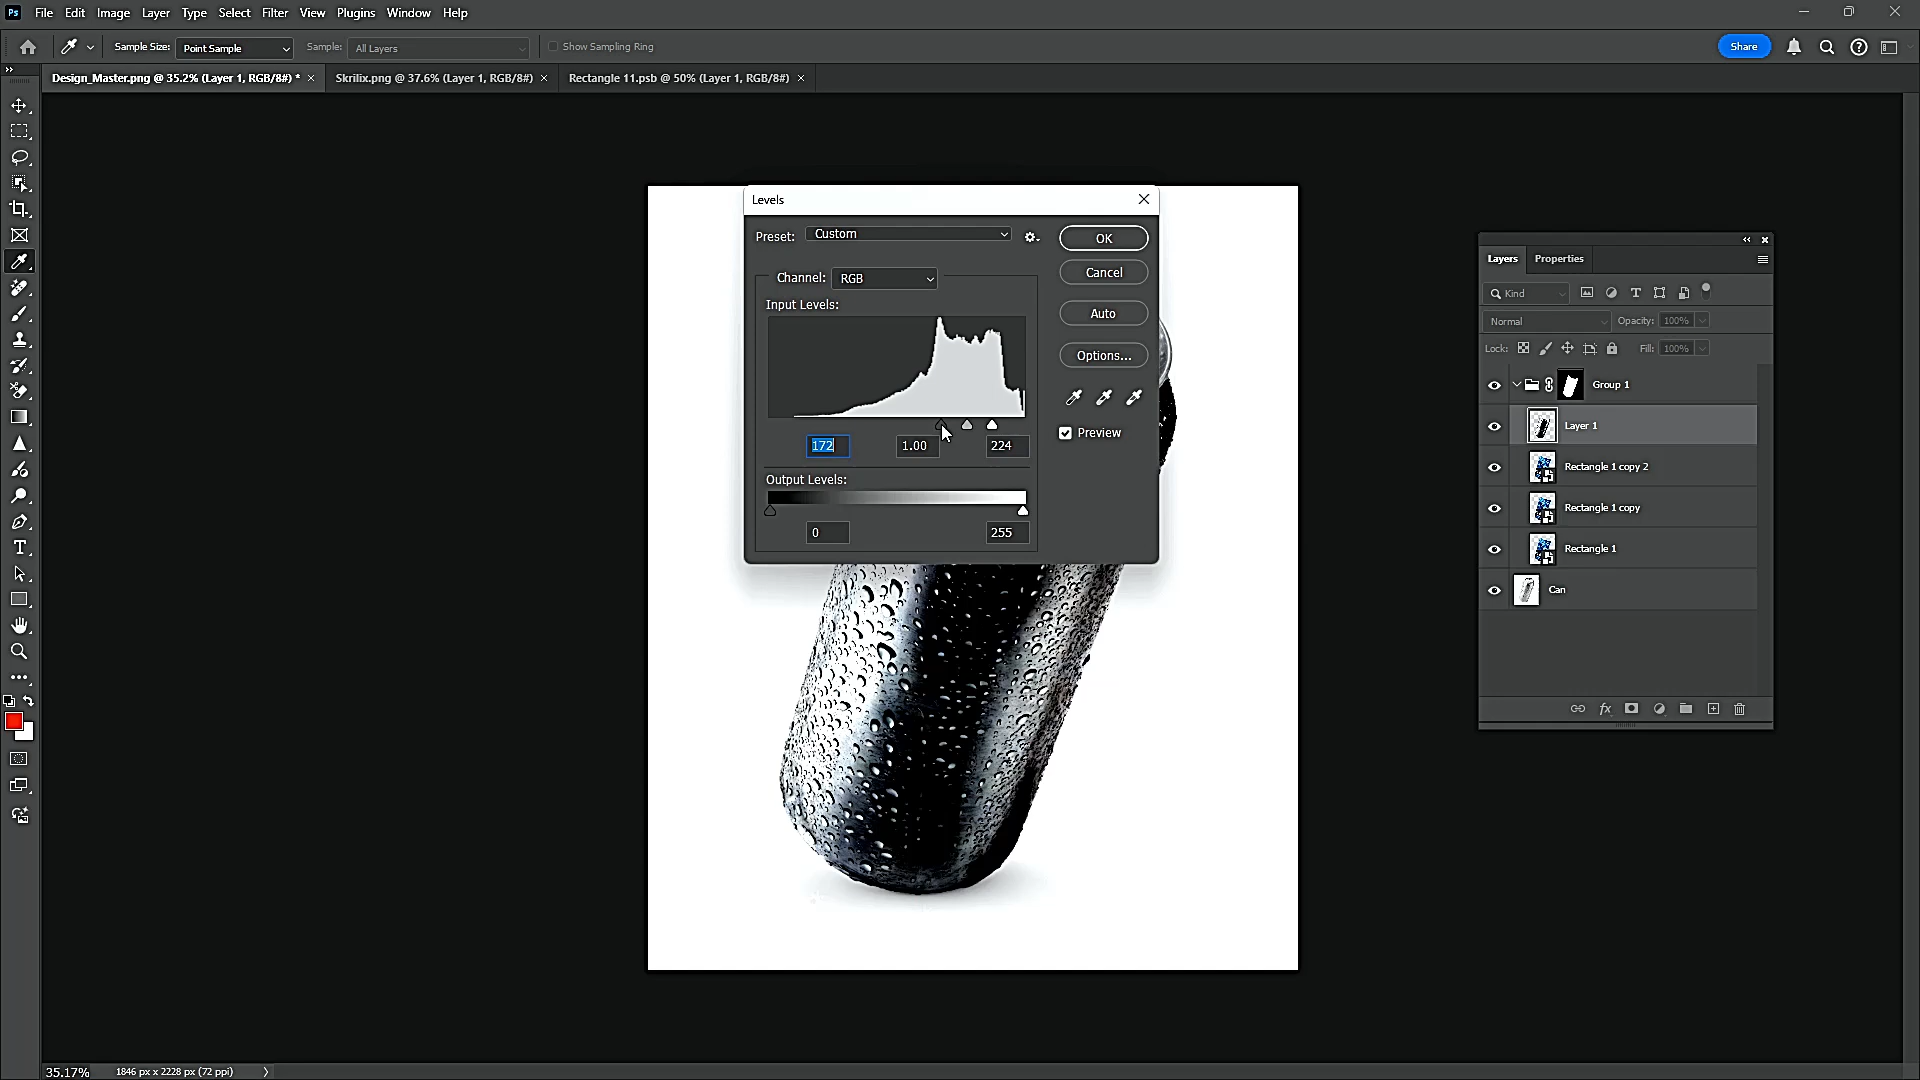 Ps File Edit Image Layer Type Select Filter View Plugins Window Help
Sample Size: Point Sample Sample: All Layers Show Sampling Ring Share
Design_Master.png @ 35.2% (Layer 1, RGB/8#) * × Skrilix.png @ 37.6% (Layer 1, RGB/8#) × Rectangle 11.psb @ 50% (Layer 1, RGB/8#) ×
Levels
Preset: Custom
OK
Channel: RGB
Cancel
Input Levels:
Auto
Options...
Preview
172 1.00 224
Output Levels:
0 255
Layers Properties
Kind
Normal Opacity: 100%
Lock: Fill: 100%
Group 1
Layer 1
Rectangle 1 copy 2
Rectangle 1 copy
Rectangle 1
Can
fx
35.17% 1846 px x 2228 px (72 ppi)